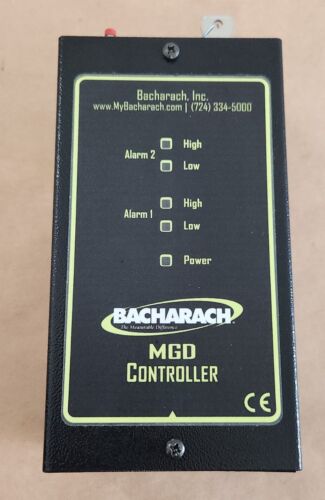 Bacharach, Inc.
www.MyBacharach.com | (724) 334-5000
High
Alarm 2
Low
High
Alarm 1
Low
Power
BACHARACH
The Measurable Difference
MGD
CONTROLLER
CE